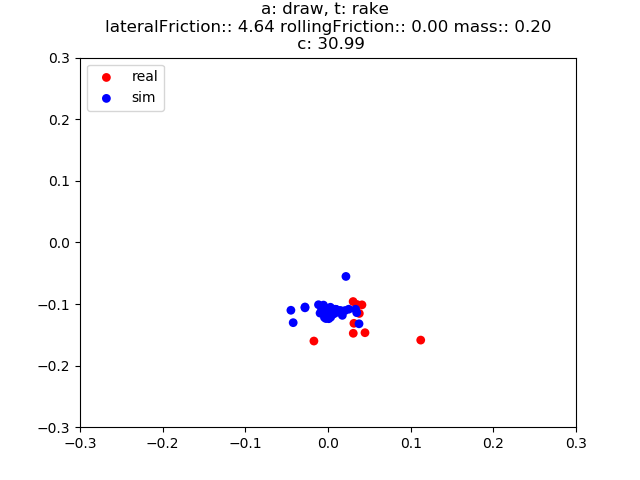 a: draw, t: rake
lateralFriction:: 4.64 rollingFriction:: 0.00 mass:: 0.20
c: 30.99
real
sim
0.3
0.2
0.1
0.0
−0.1
−0.2
−0.3
−0.3 −0.2 −0.1 0.0 0.1 0.2 0.3